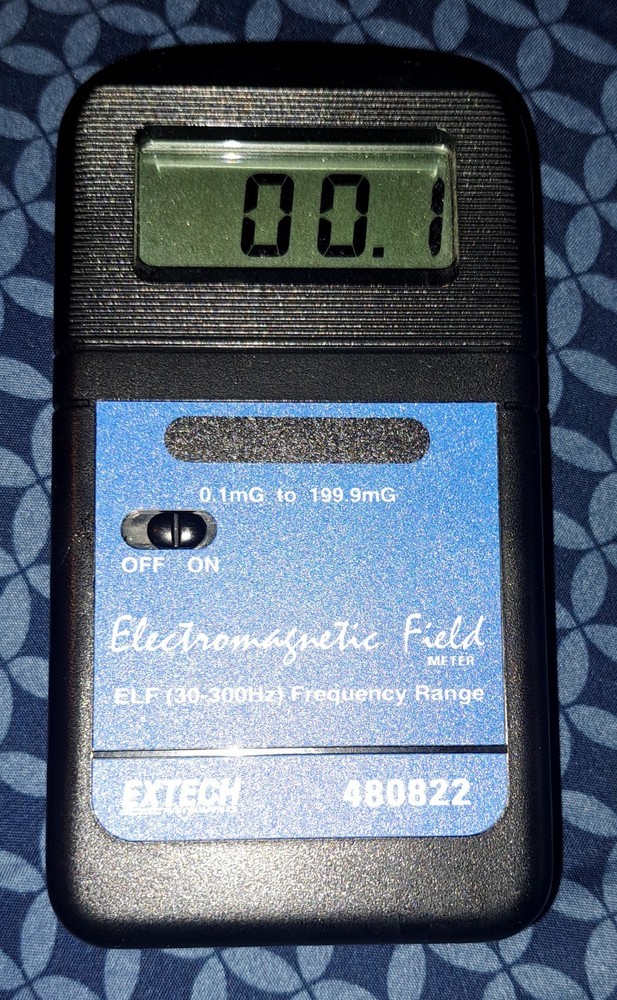 00.1
0.1mG to 199.9mG
OFF ON
Electromagnetic Field
METER
ELF (30-300Hz) Frequency Range
EXTECH 480822